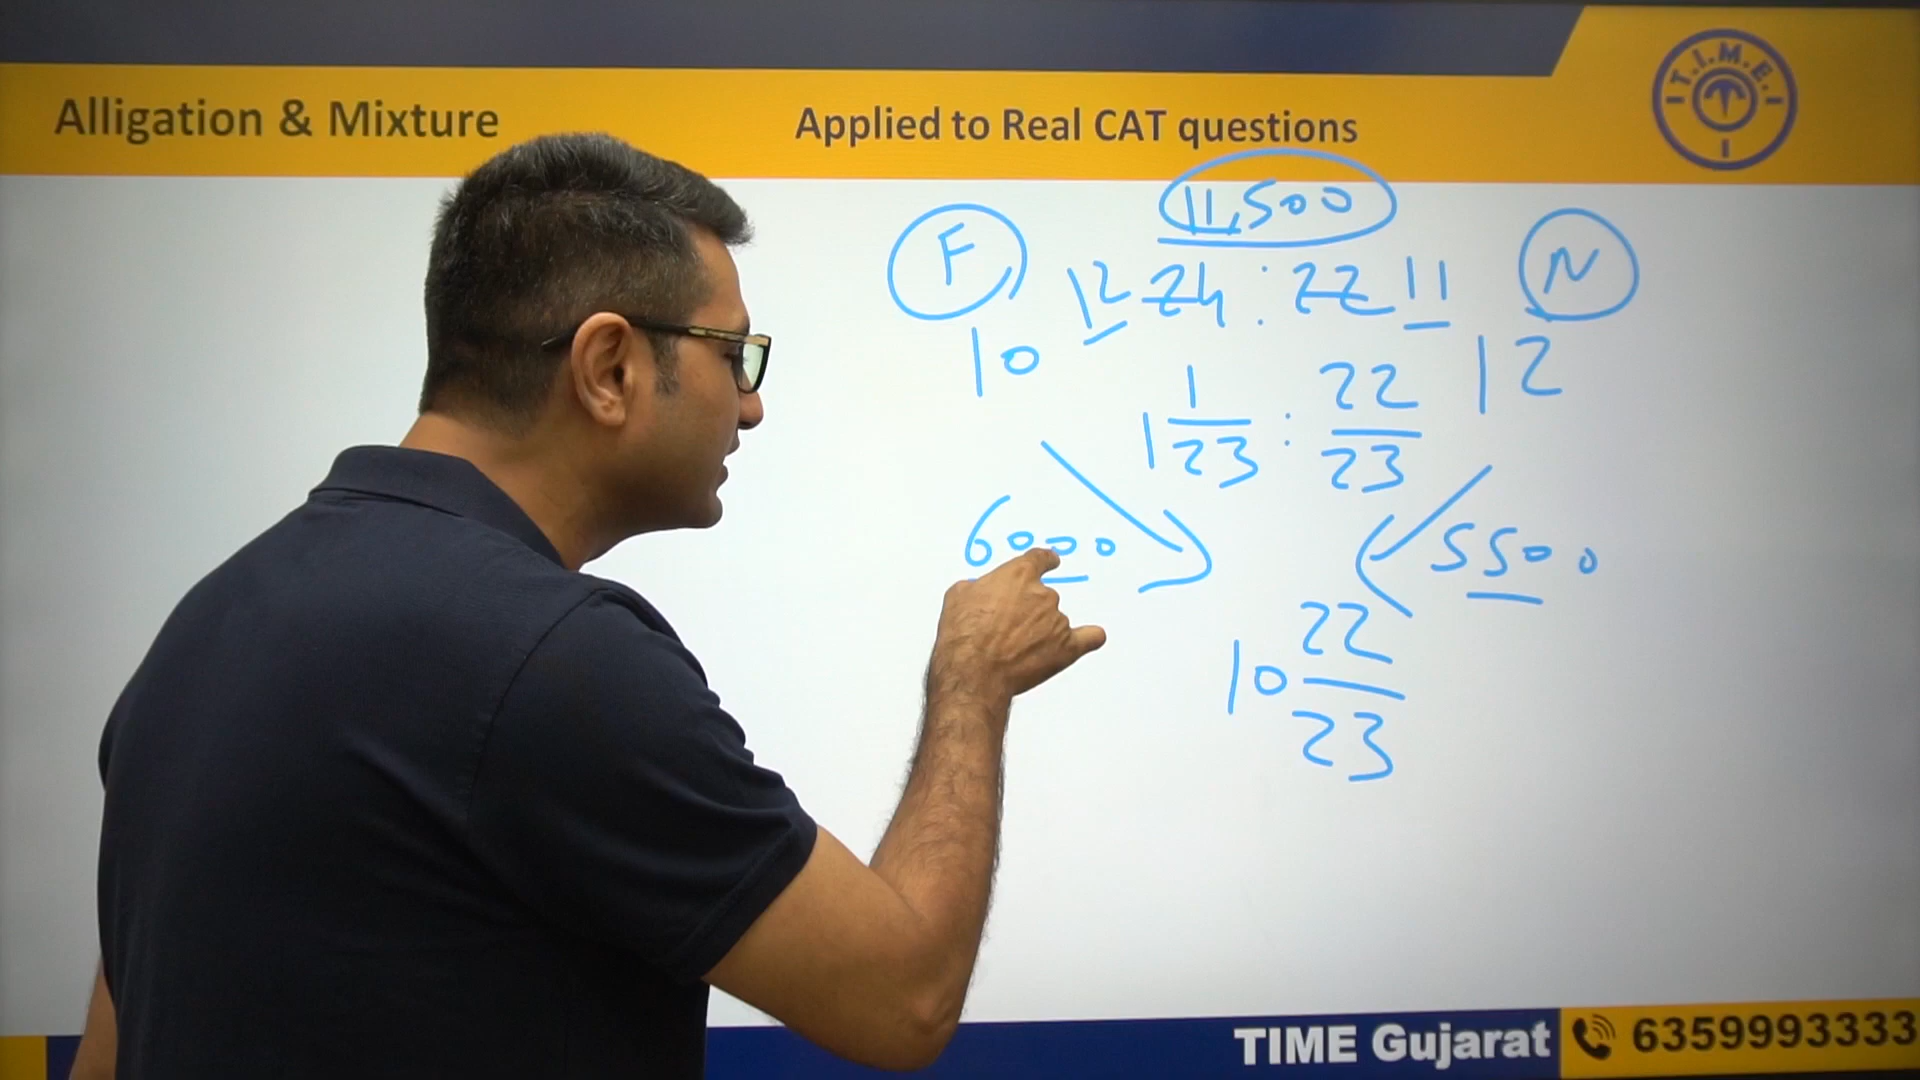 Alligation & Mixture
Applied to Real CAT questions
T.I.M.E.
11,500
F 12 24 : 22 11 N
10 12
1 1/23 : 22/23
6000 5500
10 22/23
TIME Gujarat 6359993333